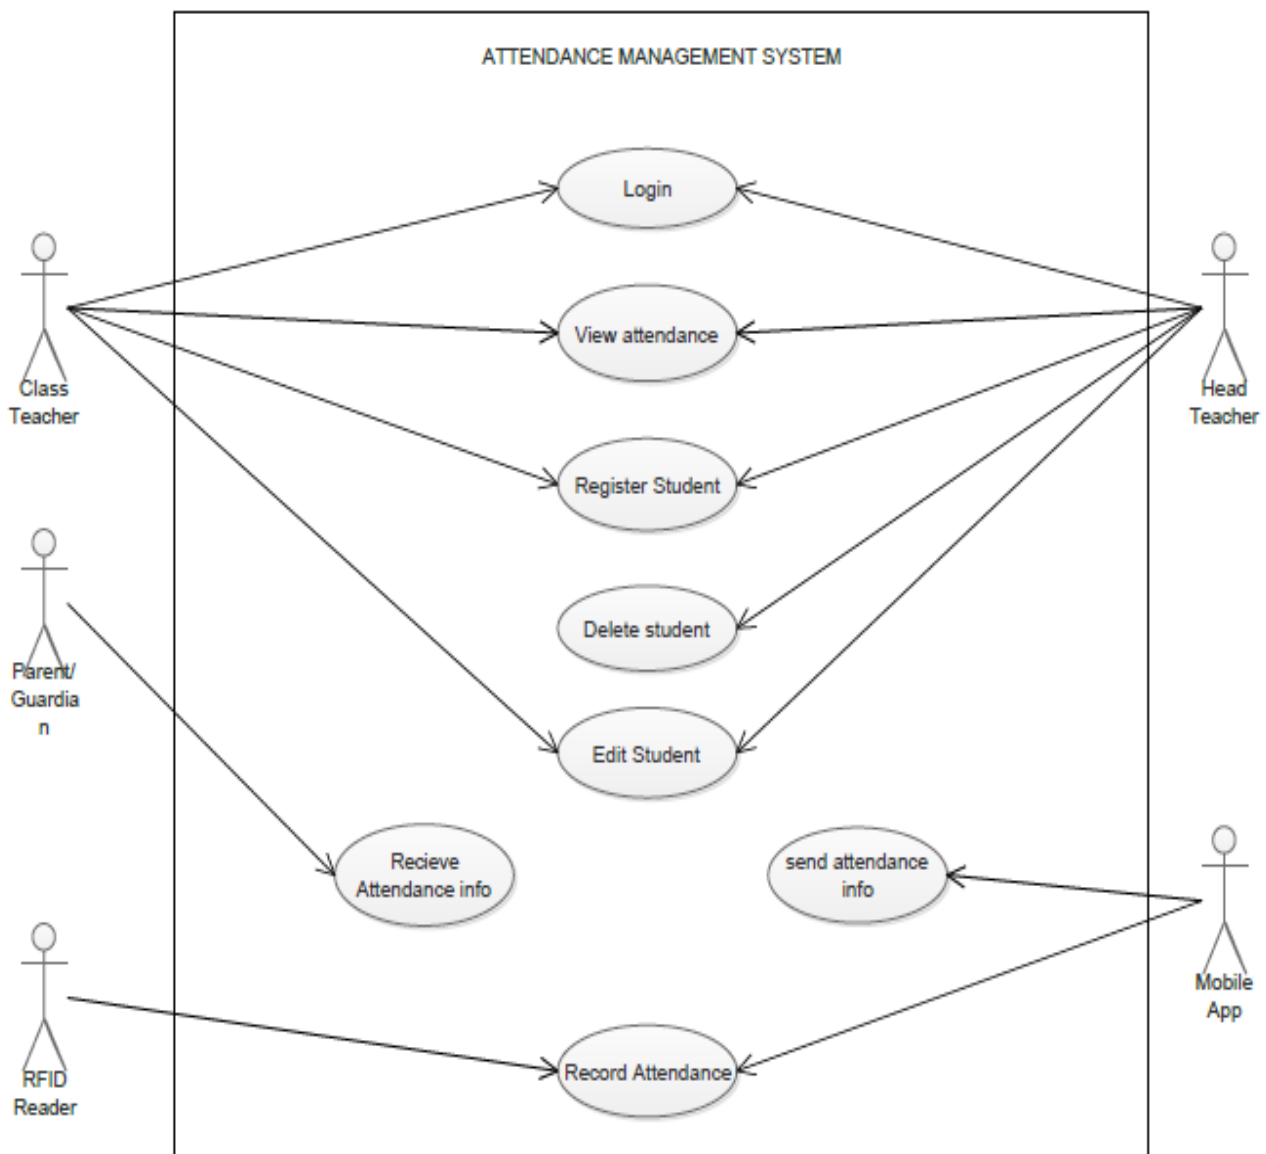 ATTENDANCE MANAGEMENT SYSTEM
Login
View attendance
Class
Teacher
Head
Teacher
Register Student
Delete student
Parent/
Guardia
n
Edit Student
Recieve
Attendance info
send attendance
info
Mobile
App
Record Attendance
RFID
Reader